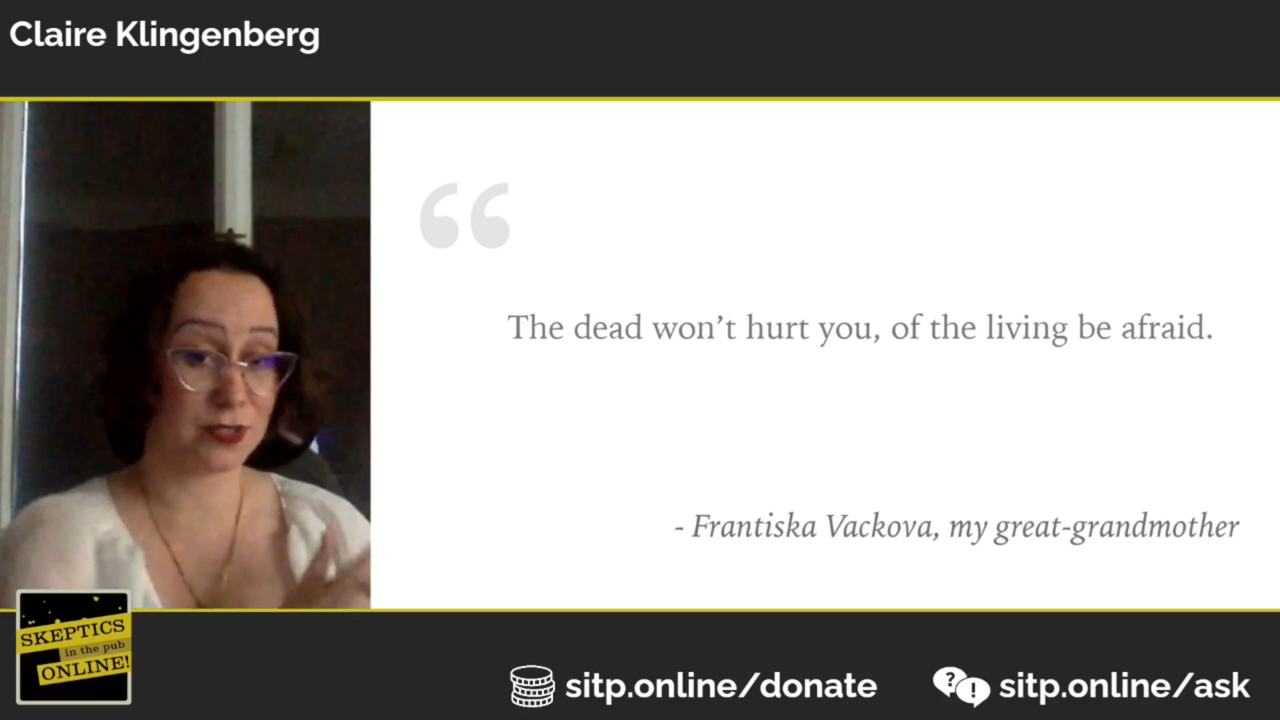 Claire Klingenberg
“
The dead won’t hurt you, of the living be afraid.
- Frantiska Vackova, my great-grandmother
SKEPTICS
in the pub
ONLINE!
sitp.online/donate
? !
sitp.online/ask